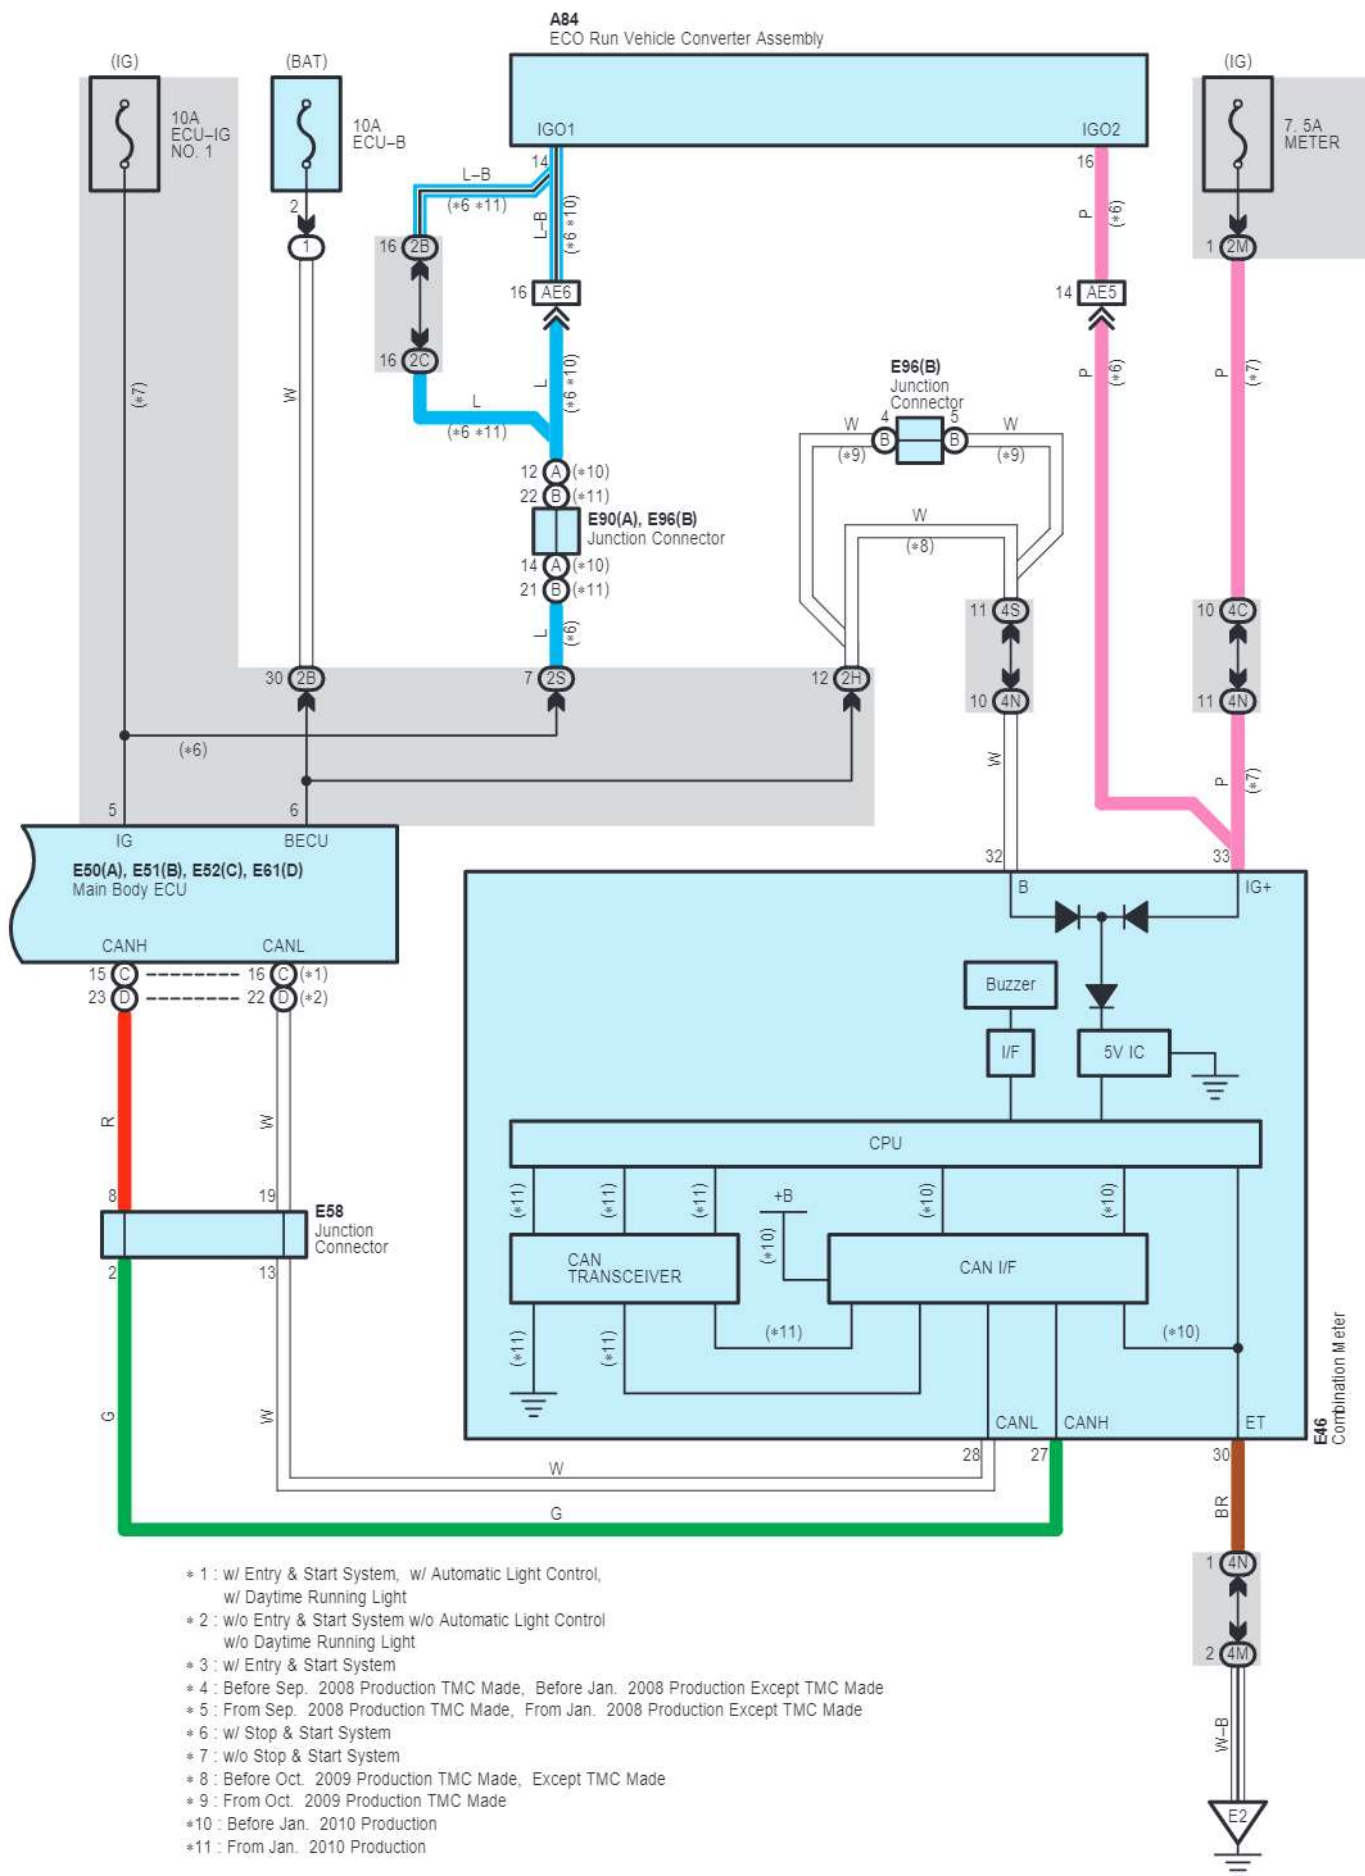 A84
ECO Run Vehicle Converter Assembly
(IG)
(BAT)
(IG)
10A
ECU–IG
NO. 1
10A
ECU–B
IGO1
IGO2
7. 5A
METER
14
16
L–B
(∗6 ∗11)
L–B
(∗6 ∗10)
P
(∗6)
2
1
16 2B
1 2M
16 AE6
14 AE5
16 2C
(∗7)
W
L
(∗6 ∗10)
P
(∗6)
P
(∗7)
E96(B)
Junction
Connector
L
(∗6 ∗11)
4
5
W
B
B
W
(∗9)
(∗9)
12 A (∗10)
22 B (∗11)
E90(A), E96(B)
Junction Connector
W
(∗8)
14 A (∗10)
21 B (∗11)
L
(∗6)
11 4S
10 4C
30 2B
7 2S
12 2H
10 4N
11 4N
(∗6)
W
P
(∗7)
5
6
IG
BECU
E50(A), E51(B), E52(C), E61(D)
Main Body ECU
32
33
B
IG+
CANH
CANL
15 C
16 C (∗1)
23 D
22 D (∗2)
Buzzer
I/F
5V IC
R
W
CPU
8
19
E58
Junction
Connector
(∗11)
(∗11)
(∗11)
+B
(∗10)
(∗10)
(∗10)
2
13
CAN
TRANSCEIVER
CAN I/F
(∗11)
(∗11)
(∗11)
(∗10)
G
W
CANL
CANH
ET
E46
Combination Meter
28
27
30
W
G
BR
1 4N
2 4M
W–B
E2
∗ 1 : w/ Entry & Start System, w/ Automatic Light Control,
w/ Daytime Running Light
∗ 2 : w/o Entry & Start System w/o Automatic Light Control
w/o Daytime Running Light
∗ 3 : w/ Entry & Start System
∗ 4 : Before Sep. 2008 Production TMC Made, Before Jan. 2008 Production Except TMC Made
∗ 5 : From Sep. 2008 Production TMC Made, From Jan. 2008 Production Except TMC Made
∗ 6 : w/ Stop & Start System
∗ 7 : w/o Stop & Start System
∗ 8 : Before Oct. 2009 Production TMC Made, Except TMC Made
∗ 9 : From Oct. 2009 Production TMC Made
∗10 : Before Jan. 2010 Production
∗11 : From Jan. 2010 Production